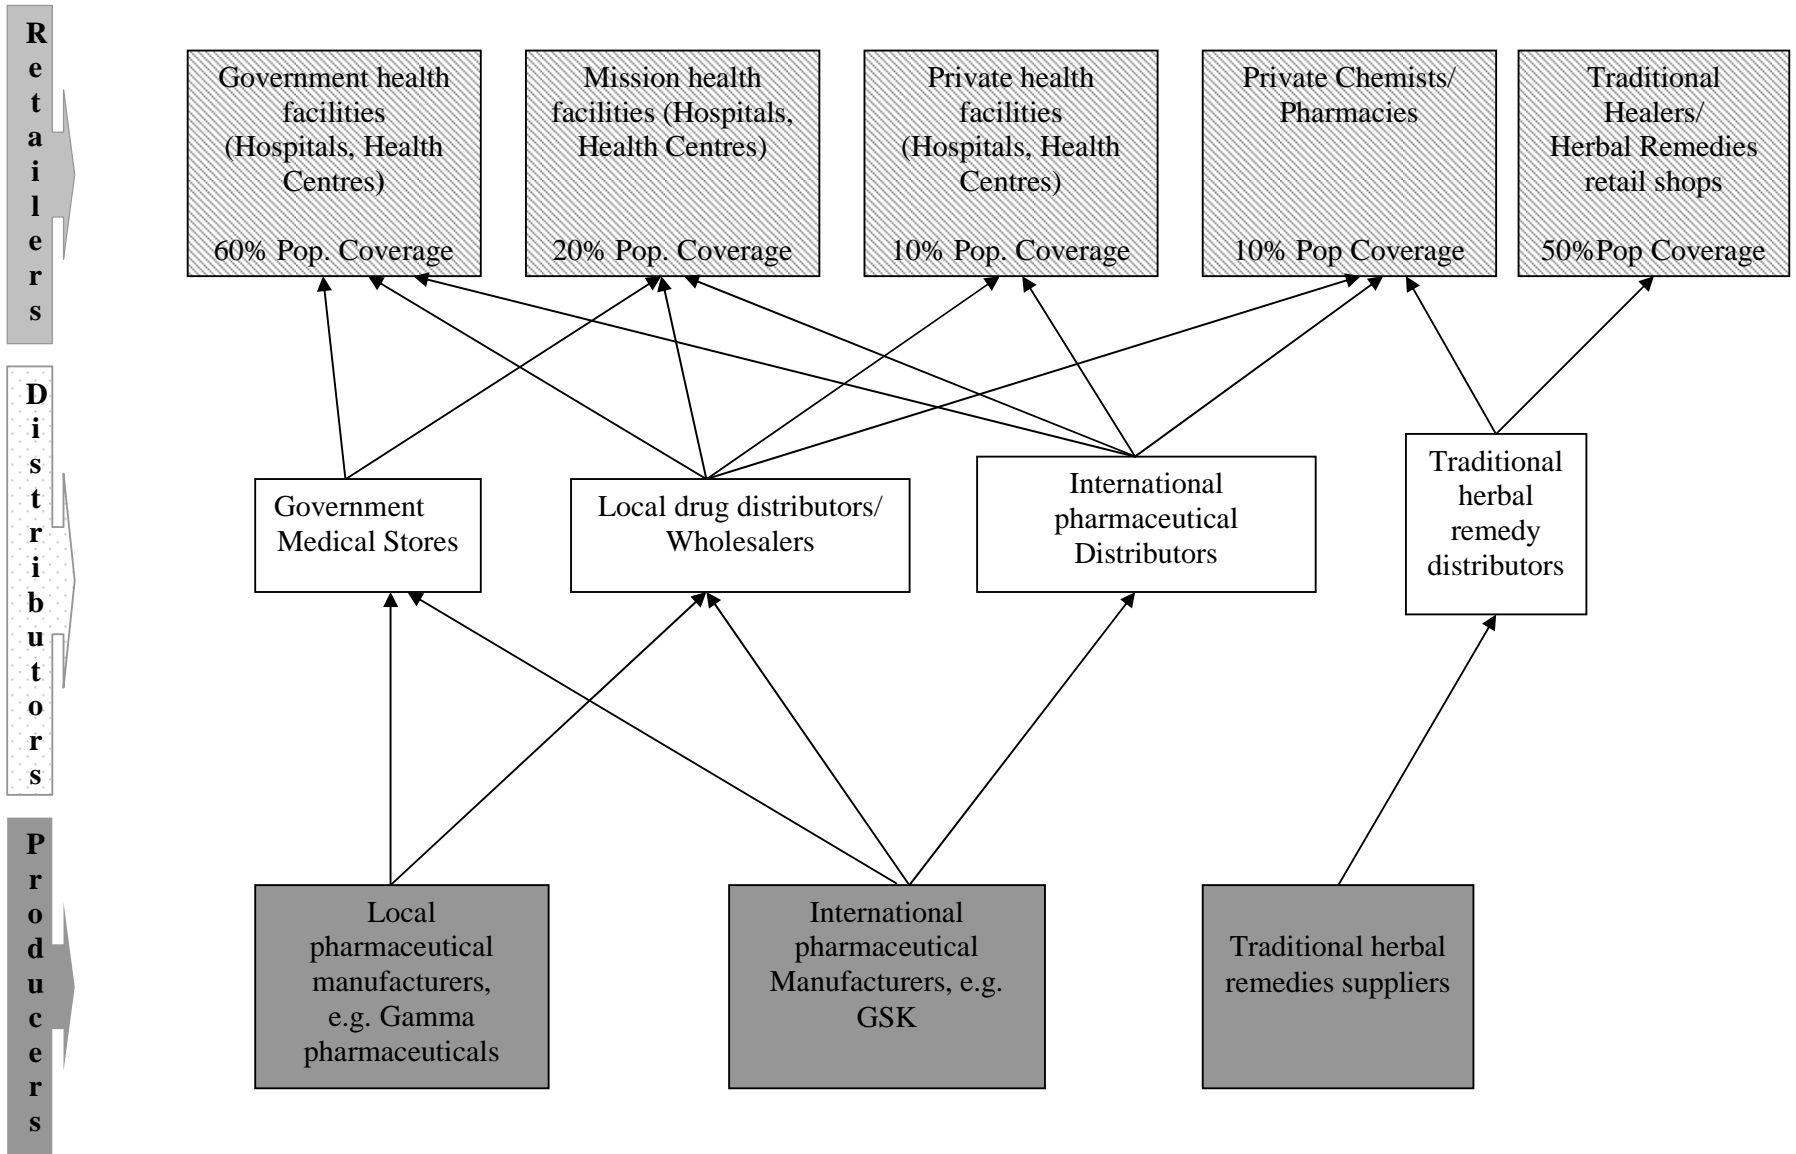 Retailers
Government health
facilities
(Hospitals, Health
Centres)
60% Pop. Coverage
Mission health
facilities (Hospitals,
Health Centres)
20% Pop. Coverage
Private health
facilities
(Hospitals, Health
Centres)
10% Pop. Coverage
Private Chemists/
Pharmacies
10% Pop Coverage
Traditional
Healers/
Herbal Remedies
retail shops
50%Pop Coverage
Distributors
Government
Medical Stores
Local drug distributors/
Wholesalers
International
pharmaceutical
Distributors
Traditional
herbal
remedy
distributors
Producers
Local
pharmaceutical
manufacturers,
e.g. Gamma
pharmaceuticals
International
pharmaceutical
Manufacturers, e.g.
GSK
Traditional herbal
remedies suppliers